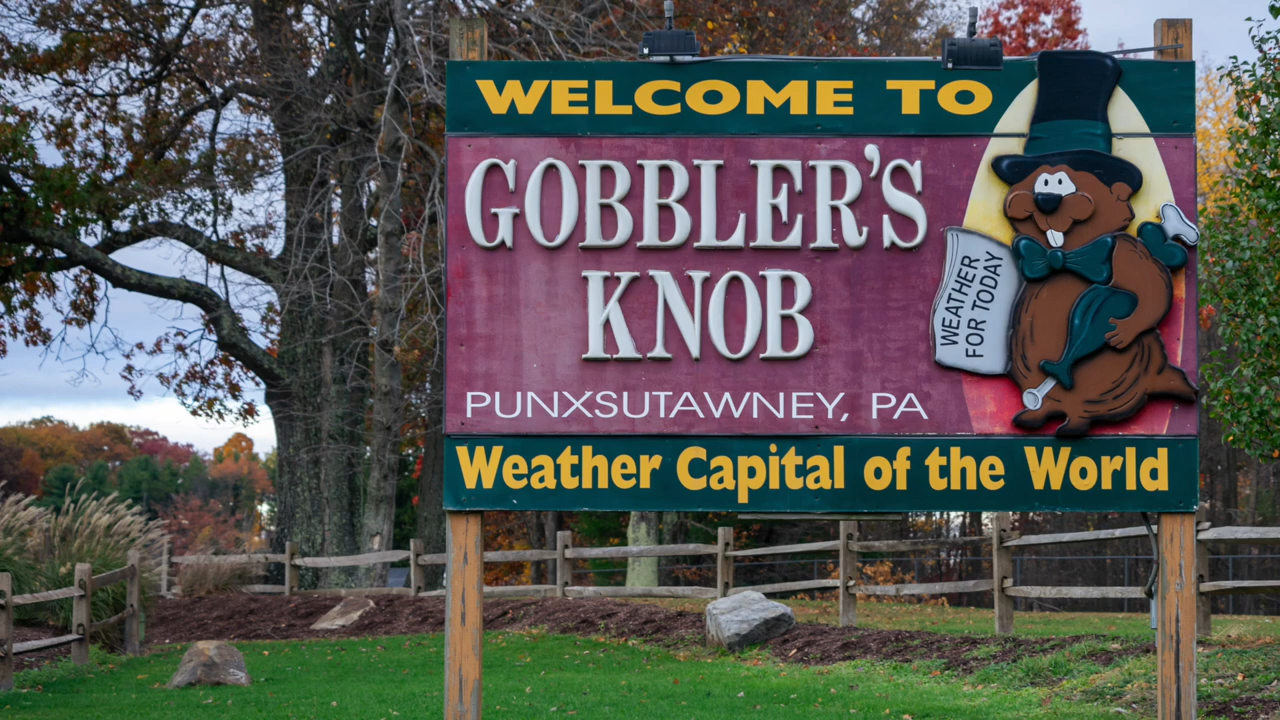 WELCOME TO
GOBBLER'S
KNOB
PUNXSUTAWNEY, PA
WEATHER
FOR TODAY
Weather Capital of the World